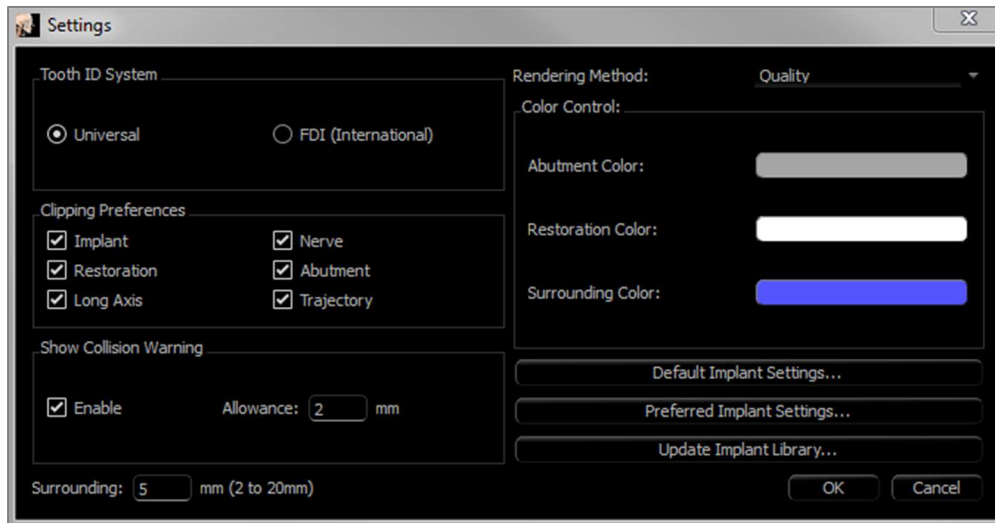 Settings
Tooth ID System
Universal
FDI (International)
Clipping Preferences
Implant
Nerve
Restoration
Abutment
Long Axis
Trajectory
Show Collision Warning
Enable
Allowance: 2 mm
Surrounding: 5 mm (2 to 20mm)
Rendering Method: Quality
Color Control:
Abutment Color:
Restoration Color:
Surrounding Color:
Default Implant Settings...
Preferred Implant Settings...
Update Implant Library...
OK
Cancel